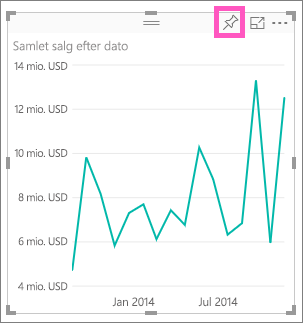 Samlet salg efter dato
14 mio. USD
12 mio. USD
10 mio. USD
8 mio. USD
6 mio. USD
4 mio. USD
Jan 2014
Jul 2014